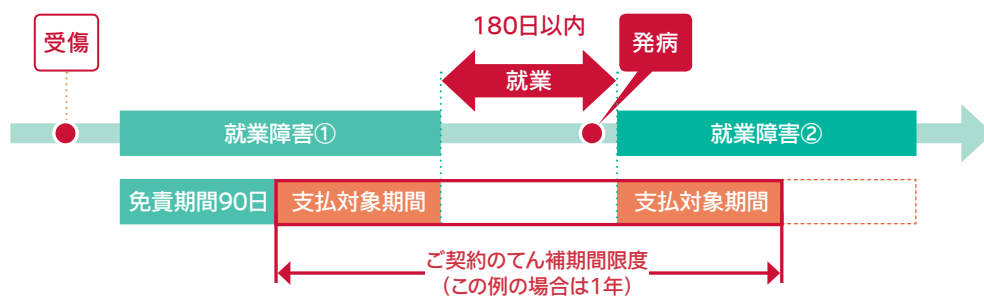 180日以内
受傷
発病
就業
就業障害①
就業障害②
免責期間90日
支払対象期間
支払対象期間
ご契約のてん補期間限度
（この例の場合は1年）